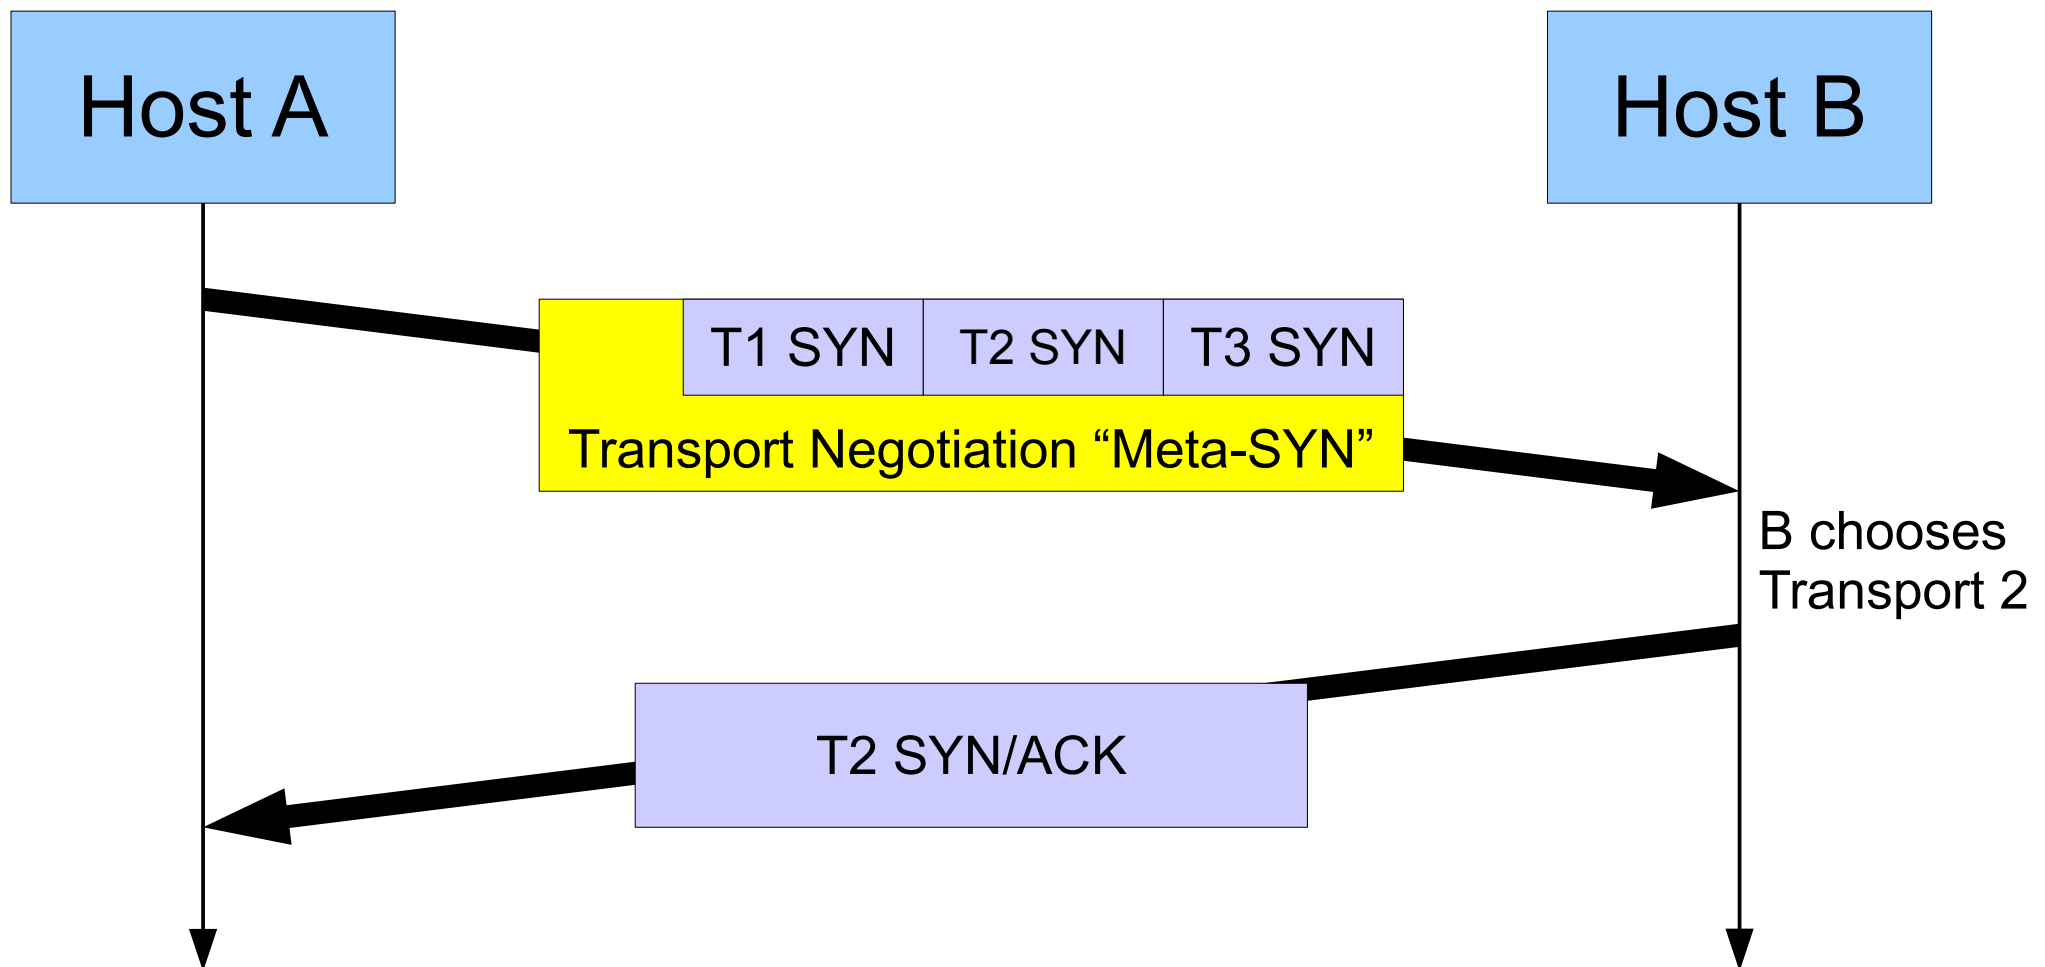 Host A
Host B
T1 SYN
T2 SYN
T3 SYN
Transport Negotiation “Meta-SYN”
B chooses
Transport 2
T2 SYN/ACK